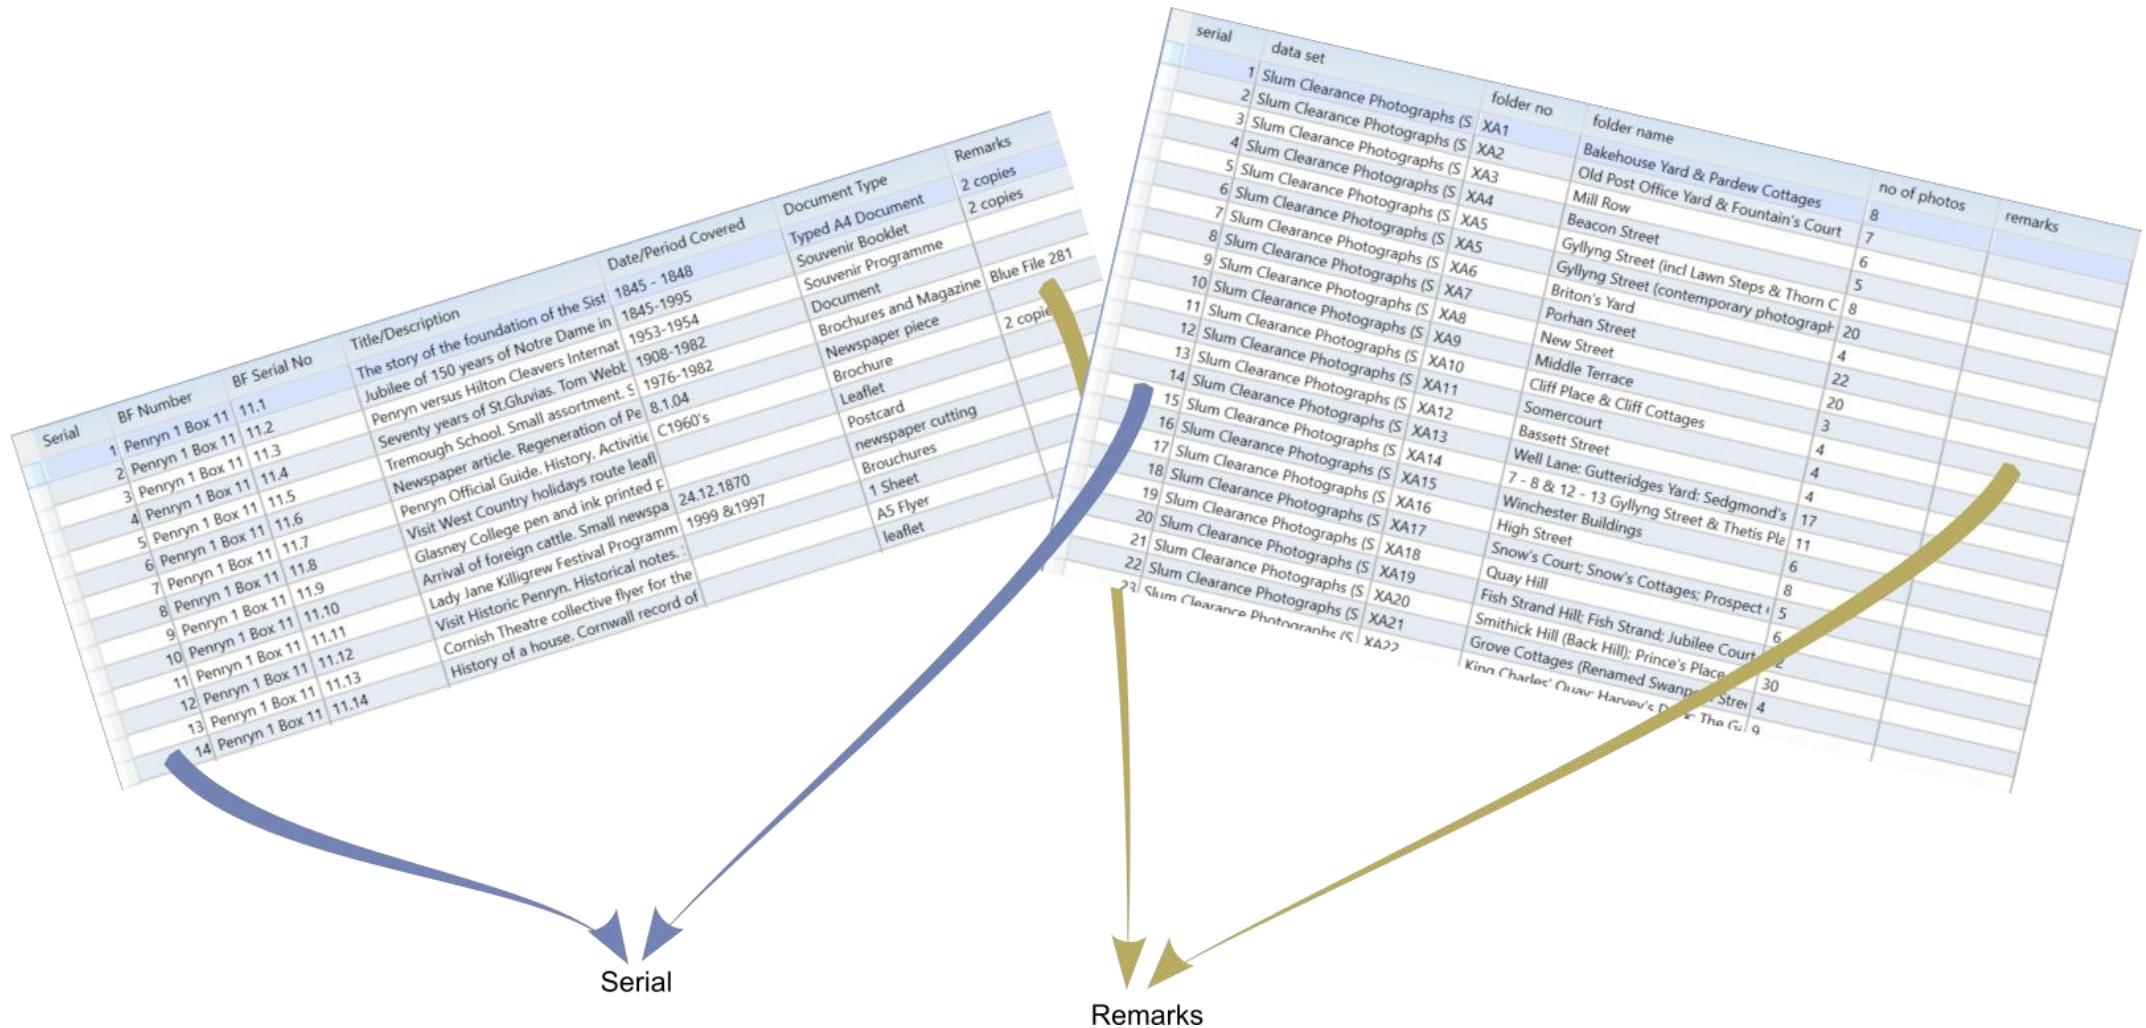 Serial BF Number BF Serial No Title/Description Date/Period Covered Document Type Remarks
1 Penryn 1 Box 11 11.1 The story of the foundation of the Sist 1845 - 1848 Typed A4 Document 2 copies
2 Penryn 1 Box 11 11.2 Jubilee of 150 years of Notre Dame in 1845-1995 Souvenir Booklet 2 copies
3 Penryn 1 Box 11 11.3 Penryn versus Hilton Cleavers Internat 1953-1954 Souvenir Programme
4 Penryn 1 Box 11 11.4 Seventy years of St.Gluvias. Tom Webb 1908-1982 Document
5 Penryn 1 Box 11 11.5 Tremough School. Small assortment. S 1976-1982 Brochures and Magazine Blue File 281
6 Penryn 1 Box 11 11.6 Newspaper article. Regeneration of Pe 8.1.04 Newspaper piece
7 Penryn 1 Box 11 11.7 Penryn Official Guide. History, Activitie C1960's Brochure 2 copie
8 Penryn 1 Box 11 11.8 Visit West Country holidays route leafl Leaflet
9 Penryn 1 Box 11 11.9 Glasney College pen and ink printed p Postcard
10 Penryn 1 Box 11 11.10 Arrival of foreign cattle. Small newspa 24.12.1870 newspaper cutting
11 Penryn 1 Box 11 11.11 Lady Jane Killigrew Festival Programm 1999 &1997 Brouchures
12 Penryn 1 Box 11 11.12 Visit Historic Penryn. Historical notes. 1 Sheet
13 Penryn 1 Box 11 11.13 Cornish Theatre collective flyer for the A5 Flyer
14 Penryn 1 Box 11 11.14 History of a house. Cornwall record of leaflet
serial data set folder no folder name no of photos remarks
1 Slum Clearance Photographs (S XA1 Bakehouse Yard & Pardew Cottages 8
2 Slum Clearance Photographs (S XA2 Old Post Office Yard & Fountain's Court 7
3 Slum Clearance Photographs (S XA3 Mill Row 6
4 Slum Clearance Photographs (S XA4 Beacon Street 5
5 Slum Clearance Photographs (S XA5 Gyllyng Street (incl Lawn Steps & Thorn C 8
6 Slum Clearance Photographs (S XA5 Gyllyng Street (contemporary photograph 20
7 Slum Clearance Photographs (S XA6 Briton's Yard 4
8 Slum Clearance Photographs (S XA7 Porhan Street 22
9 Slum Clearance Photographs (S XA8 New Street 20
10 Slum Clearance Photographs (S XA9 Middle Terrace 3
11 Slum Clearance Photographs (S XA10 Cliff Place & Cliff Cottages 4
12 Slum Clearance Photographs (S XA11 Somercourt 4
13 Slum Clearance Photographs (S XA12 Bassett Street 4
14 Slum Clearance Photographs (S XA13 Well Lane; Gutteridges Yard; Sedgmond's 17
15 Slum Clearance Photographs (S XA14 7 - 8 & 12 - 13 Gyllyng Street & Thetis Pla 11
16 Slum Clearance Photographs (S XA15 Winchester Buildings 6
17 Slum Clearance Photographs (S XA16 High Street 8
18 Slum Clearance Photographs (S XA17 Snow's Court; Snow's Cottages; Prospect 5
19 Slum Clearance Photographs (S XA18 Quay Hill 6
20 Slum Clearance Photographs (S XA19 Fish Strand Hill; Fish Strand; Jubilee Court
21 Slum Clearance Photographs (S XA20 Smithick Hill (Back Hill); Prince's Place 30
22 Slum Clearance Photographs (S XA21 Grove Cottages (Renamed Stree 4
23 Slum Clearance Photographs (S XA22 King Charles' Quay; Harvey's The 9
Serial
Remarks